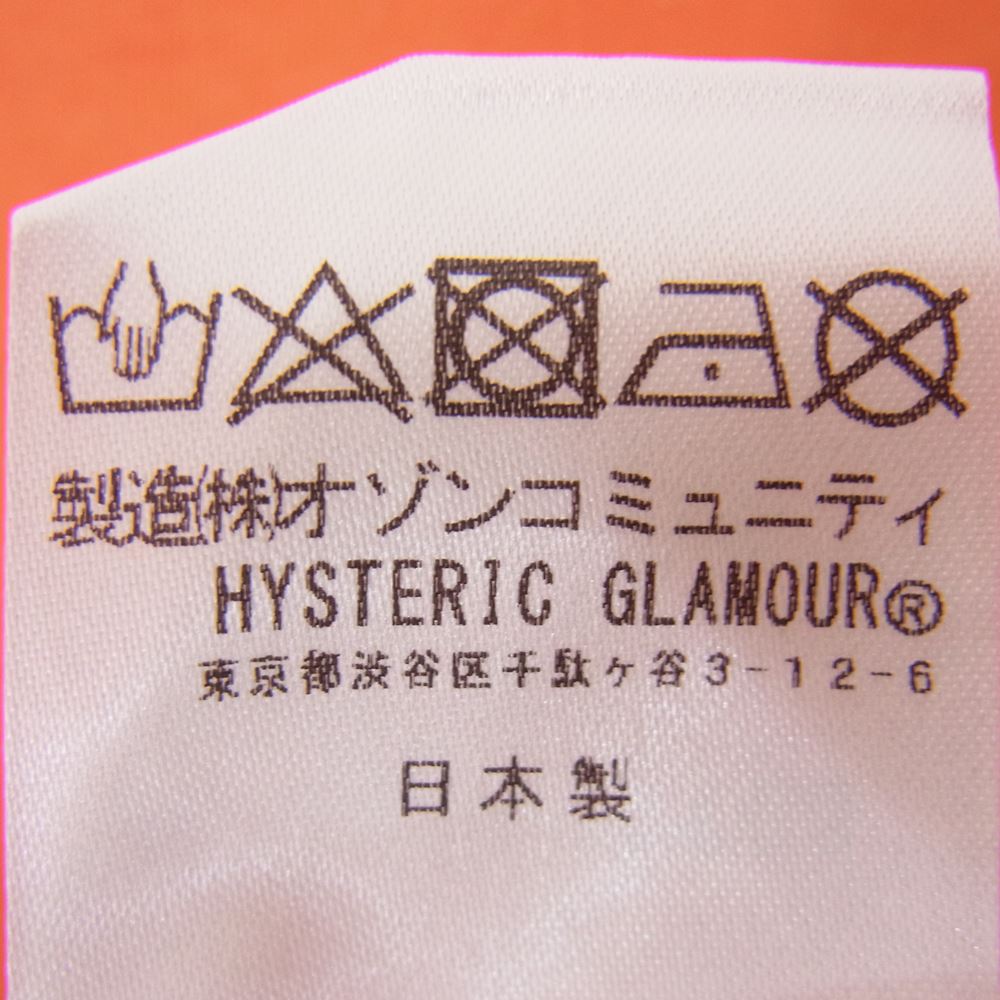 製造(株)オゾンコミュニティ
HYSTERIC GLAMOUR®
東京都渋谷区千駄ヶ谷3-12-6
日本製